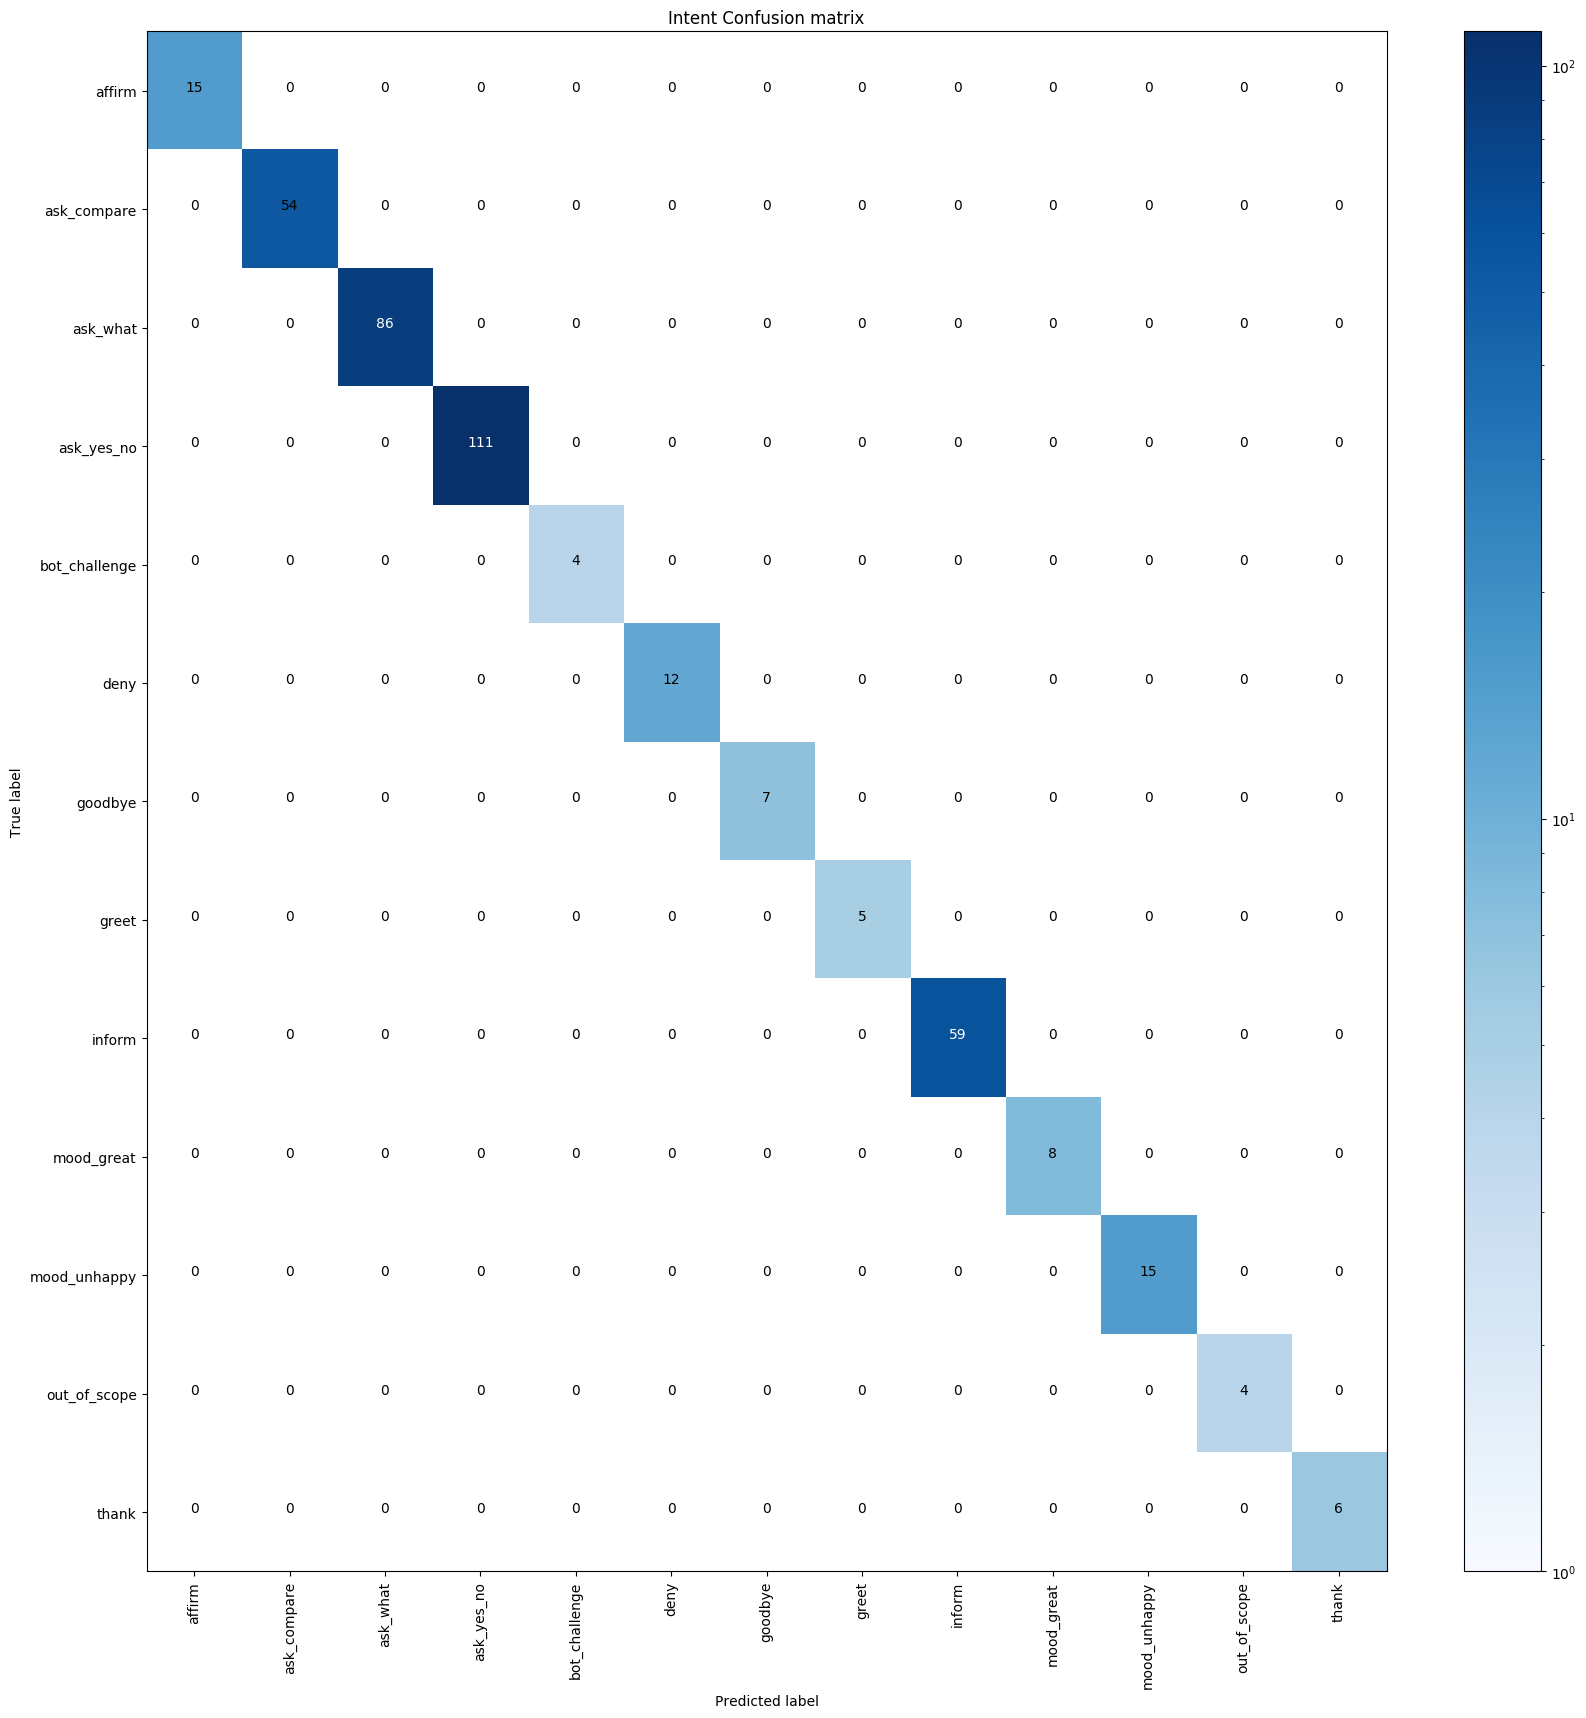 Intent Confusion matrix
affirm 15 0 0 0 0 0 0 0 0 0 0 0 0
ask_compare 0 54 0 0 0 0 0 0 0 0 0 0 0
ask_what 0 0 86 0 0 0 0 0 0 0 0 0 0
ask_yes_no 0 0 0 111 0 0 0 0 0 0 0 0 0
bot_challenge 0 0 0 0 4 0 0 0 0 0 0 0 0
deny 0 0 0 0 0 12 0 0 0 0 0 0 0
goodbye 0 0 0 0 0 0 7 0 0 0 0 0 0
greet 0 0 0 0 0 0 0 5 0 0 0 0 0
inform 0 0 0 0 0 0 0 0 59 0 0 0 0
mood_great 0 0 0 0 0 0 0 0 0 8 0 0 0
mood_unhappy 0 0 0 0 0 0 0 0 0 0 15 0 0
out_of_scope 0 0 0 0 0 0 0 0 0 0 0 4 0
thank 0 0 0 0 0 0 0 0 0 0 0 0 6
True label
affirm ask_compare ask_what ask_yes_no bot_challenge deny goodbye greet inform mood_great mood_unhappy out_of_scope thank
Predicted label
10²
10¹
10⁰